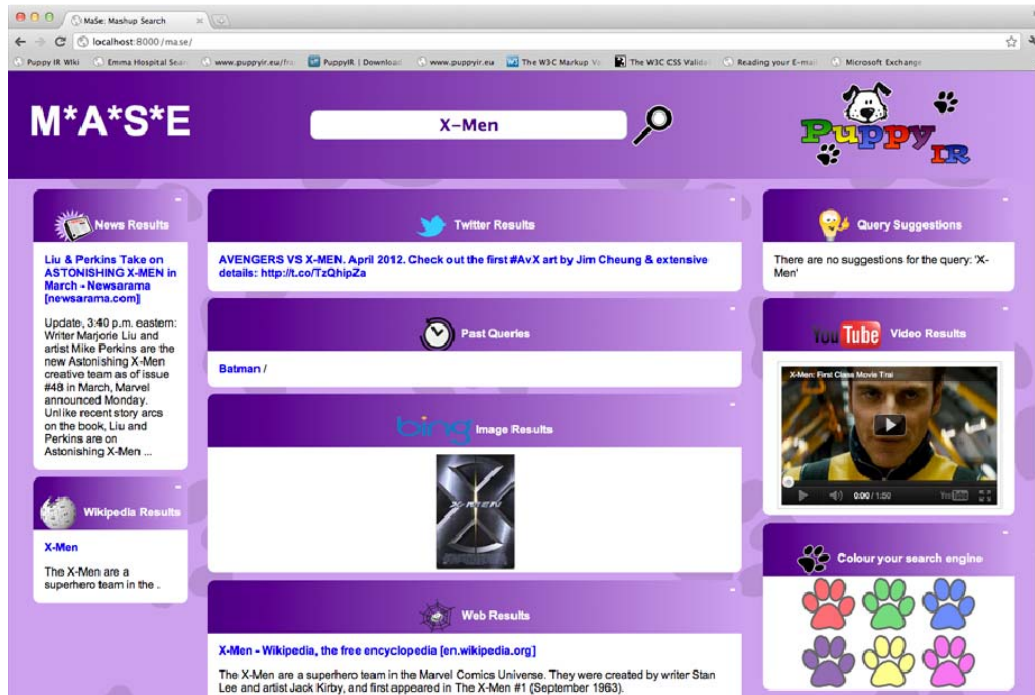 MaSe: Mashup Search
localhost:8000/mase/
Puppy IR Wiki
Emma Hospital Sear
www.puppyir.eu/fro
PuppyIR | Download
www.puppyir.eu
The W3C Markup Va
The W3C CSS Valida
Reading your E-mail
Microsoft Exchange
M*A*S*E
X-Men
Puppy
IR
News Results
Liu & Perkins Take on
ASTONISHING X-MEN in
March - Newsarama
[newsarama.com]
Update, 3:40 p.m. eastern:
Writer Marjorie Liu and
artist Mike Perkins are the
new Astonishing X-Men
creative team as of issue
#48 in March, Marvel
announced Monday.
Unlike recent story arcs
on the book, Liu and
Perkins are on
Astonishing X-Men ...
Wikipedia Results
X-Men
The X-Men are a
superhero team in the ..
Twitter Results
AVENGERS VS X-MEN. April 2012. Check out the first #AvX art by Jim Cheung & extensive
details: http://t.co/TzQhipZa
Past Queries
Batman /
bing Image Results
X-MEN
Web Results
X-Men - Wikipedia, the free encyclopedia [en.wikipedia.org]
The X-Men are a superhero team in the Marvel Comics Universe. They were created by writer Stan
Lee and artist Jack Kirby, and first appeared in The X-Men #1 (September 1963).
Query Suggestions
There are no suggestions for the query: 'X-
Men'
YouTube Video Results
X-Men: First Class Movie Trai
0:00 / 1:50 YouTube
Colour your search engine